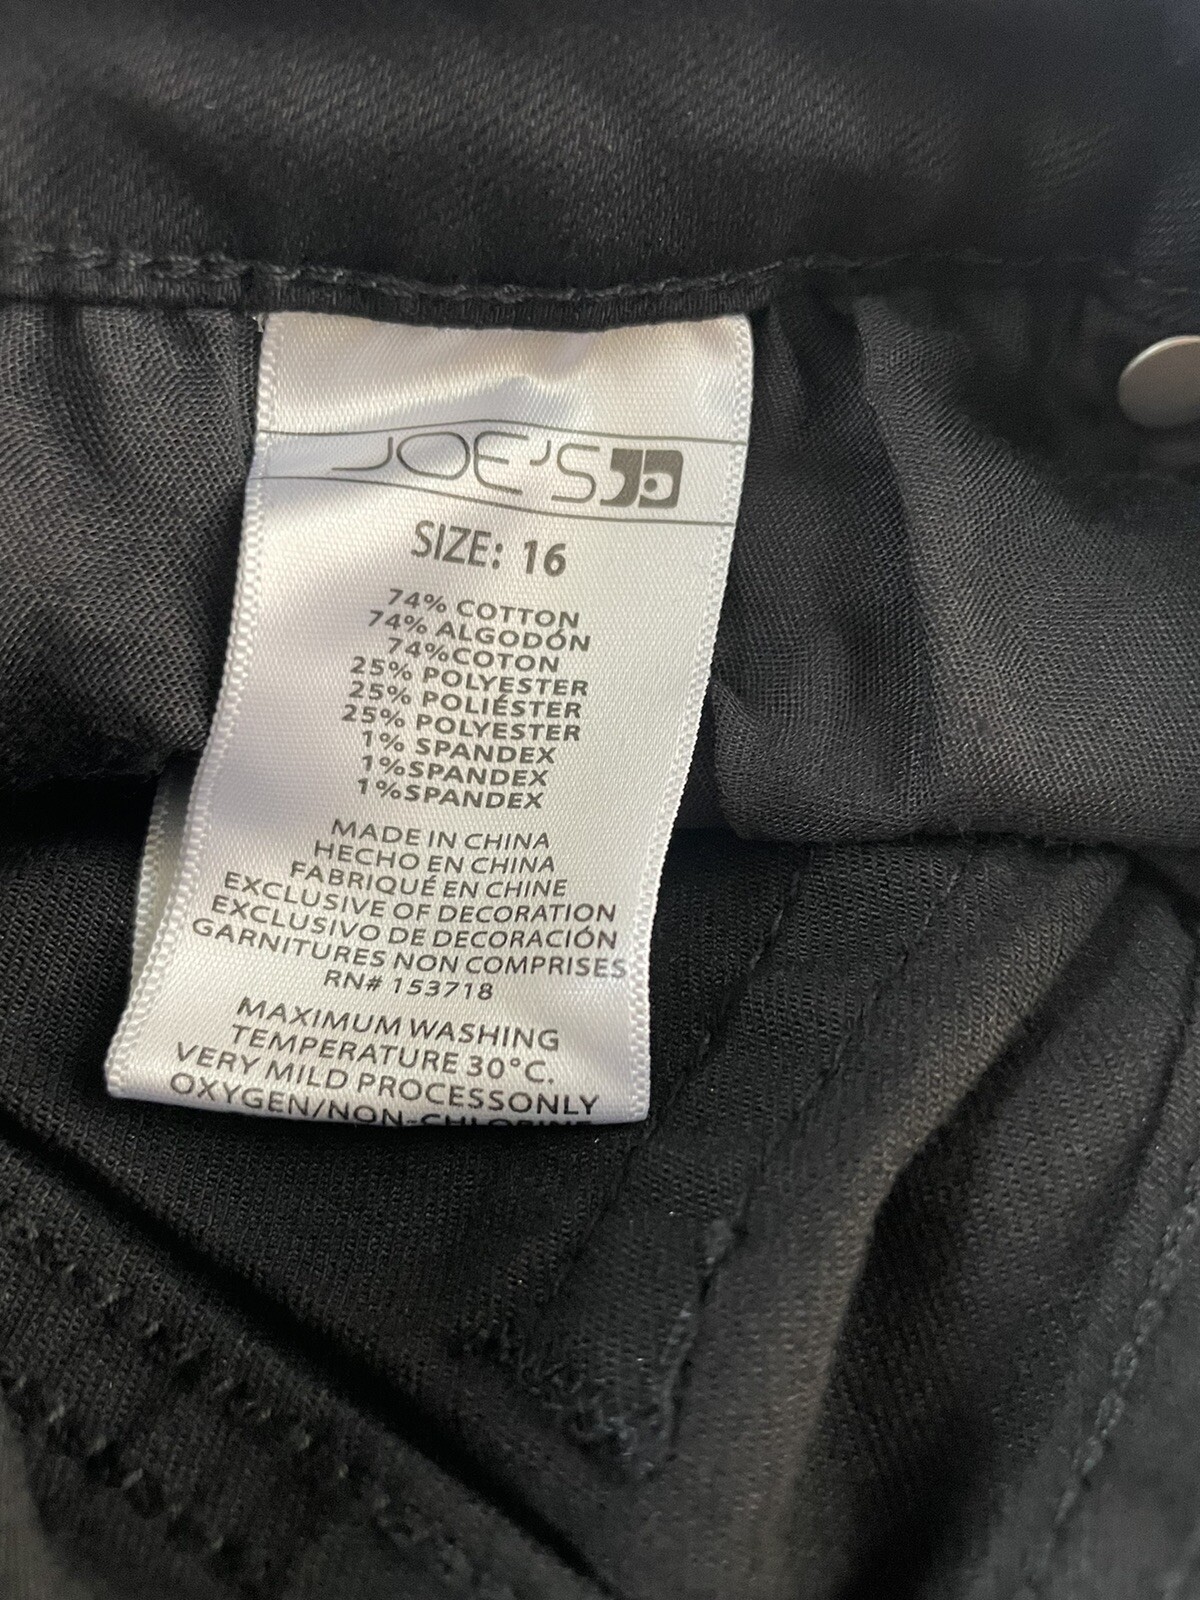 JOE'S
SIZE: 16
74% COTTON
74% ALGODÓN
74%COTON
25% POLYESTER
25% POLIÉSTER
25% POLYESTER
1% SPANDEX
1%SPANDEX
1%SPANDEX
MADE IN CHINA
HECHO EN CHINA
FABRIQUÉ EN CHINE
EXCLUSIVE OF DECORATION
EXCLUSIVO DE DECORACIÓN
GARNITURES NON COMPRISES
RN# 153718
MAXIMUM WASHING
TEMPERATURE 30°C.
VERY MILD PROCESSONLY
OXYGEN/NON-CHLORINE